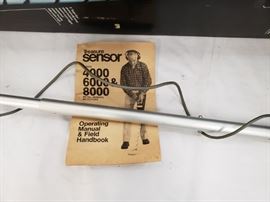 Treasure
sensor
4000
6000 &
8000
Operating
Manual
& Field
Handbook